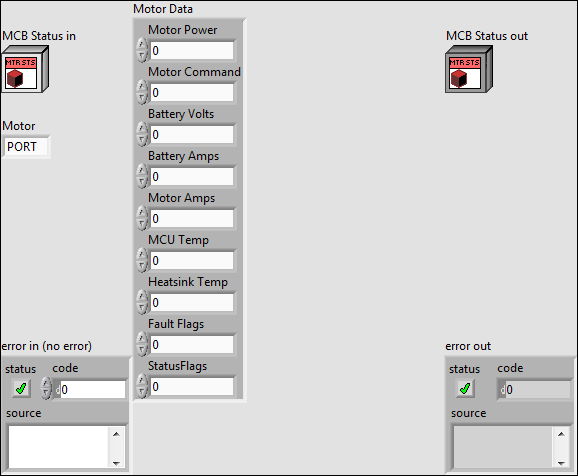 Motor Data
MCB Status in
MTR STS
Motor
PORT
Motor Power
0
Motor Command
0
Battery Volts
0
Battery Amps
0
Motor Amps
0
MCU Temp
0
Heatsink Temp
0
Fault Flags
0
StatusFlags
0
MCB Status out
MTR STS
error in (no error)
status code
d 0
source
error out
status code
d 0
source